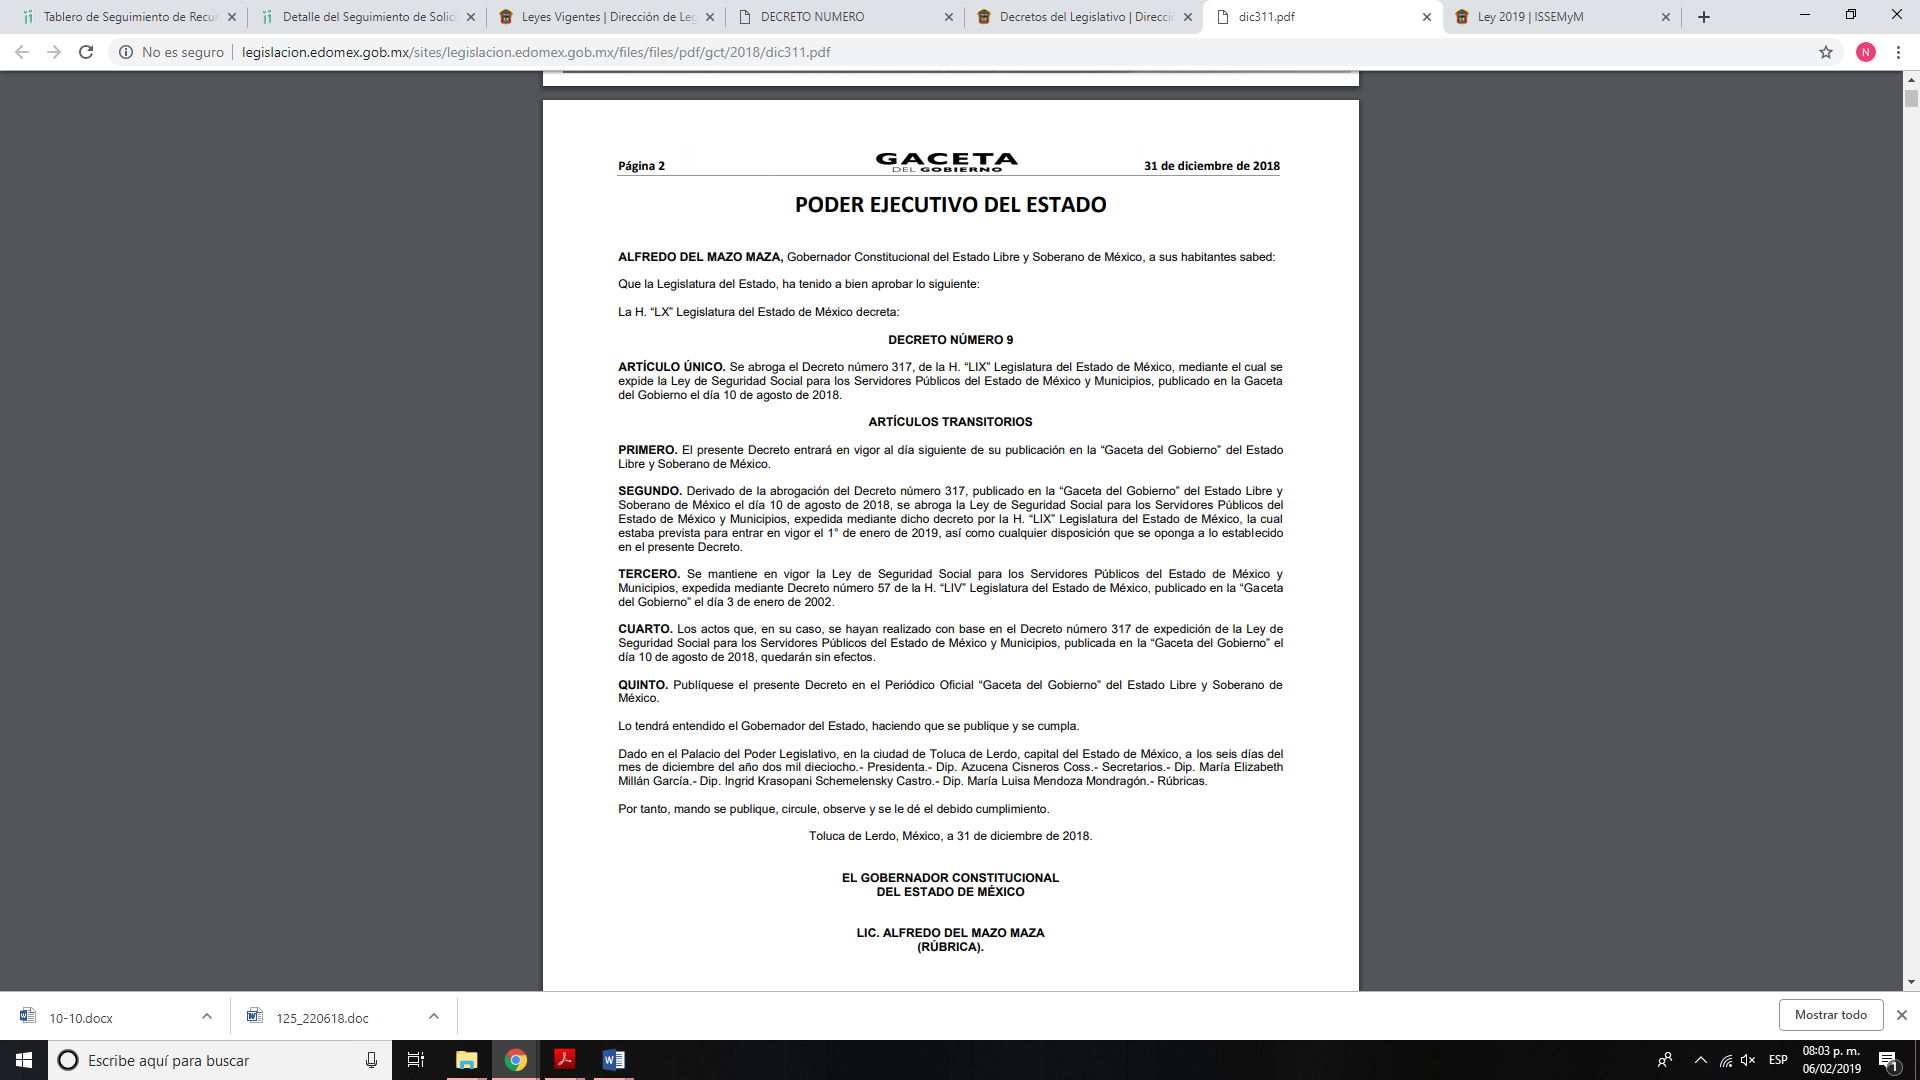 Tablero de Seguimiento de Recur
Detalle del Seguimiento de Solici
Leyes Vigentes | Dirección de Leg
DECRETO NUMERO
Decretos del Legislativo | Direcci
dic311.pdf
Ley 2019 | ISSEMyM
No es seguro | legislacion.edomex.gob.mx/sites/legislacion.edomex.gob.mx/files/files/pdf/gct/2018/dic311.pdf
N
Página 2
GACETA
DEL GOBIERNO
31 de diciembre de 2018
PODER EJECUTIVO DEL ESTADO
ALFREDO DEL MAZO MAZA, Gobernador Constitucional del Estado Libre y Soberano de México, a sus habitantes sabed:
Que la Legislatura del Estado, ha tenido a bien aprobar lo siguiente:
La H. “LX” Legislatura del Estado de México decreta:
DECRETO NÚMERO 9
ARTÍCULO ÚNICO. Se abroga el Decreto número 317, de la H. “LIX” Legislatura del Estado de México, mediante el cual se
expide la Ley de Seguridad Social para los Servidores Públicos del Estado de México y Municipios, publicado en la Gaceta
del Gobierno el día 10 de agosto de 2018.
ARTÍCULOS TRANSITORIOS
PRIMERO. El presente Decreto entrará en vigor al día siguiente de su publicación en la “Gaceta del Gobierno” del Estado
Libre y Soberano de México.
SEGUNDO. Derivado de la abrogación del Decreto número 317, publicado en la “Gaceta del Gobierno” del Estado Libre y
Soberano de México el día 10 de agosto de 2018, se abroga la Ley de Seguridad Social para los Servidores Públicos del
Estado de México y Municipios, expedida mediante dicho decreto por la H. “LIX” Legislatura del Estado de México, la cual
estaba prevista para entrar en vigor el 1° de enero de 2019, así como cualquier disposición que se oponga a lo establecido
en el presente Decreto.
TERCERO. Se mantiene en vigor la Ley de Seguridad Social para los Servidores Públicos del Estado de México y
Municipios, expedida mediante Decreto número 57 de la H. “LIV” Legislatura del Estado de México, publicado en la “Gaceta
del Gobierno” el día 3 de enero de 2002.
CUARTO. Los actos que, en su caso, se hayan realizado con base en el Decreto número 317 de expedición de la Ley de
Seguridad Social para los Servidores Públicos del Estado de México y Municipios, publicada en la “Gaceta del Gobierno” el
día 10 de agosto de 2018, quedarán sin efectos.
QUINTO. Publíquese el presente Decreto en el Periódico Oficial “Gaceta del Gobierno” del Estado Libre y Soberano de
México.
Lo tendrá entendido el Gobernador del Estado, haciendo que se publique y se cumpla.
Dado en el Palacio del Poder Legislativo, en la ciudad de Toluca de Lerdo, capital del Estado de México, a los seis días del
mes de diciembre del año dos mil dieciocho.- Presidenta.- Dip. Azucena Cisneros Coss.- Secretarios.- Dip. María Elizabeth
Millán García.- Dip. Ingrid Krasopani Schemelensky Castro.- Dip. María Luisa Mendoza Mondragón.- Rúbricas.
Por tanto, mando se publique, circule, observe y se le dé el debido cumplimiento.
Toluca de Lerdo, México, a 31 de diciembre de 2018.
EL GOBERNADOR CONSTITUCIONAL
DEL ESTADO DE MÉXICO
LIC. ALFREDO DEL MAZO MAZA
(RÚBRICA).
10-10.docx
125_220618.doc
Mostrar todo
Escribe aquí para buscar
ESP
08:03 p. m.
06/02/2019
1